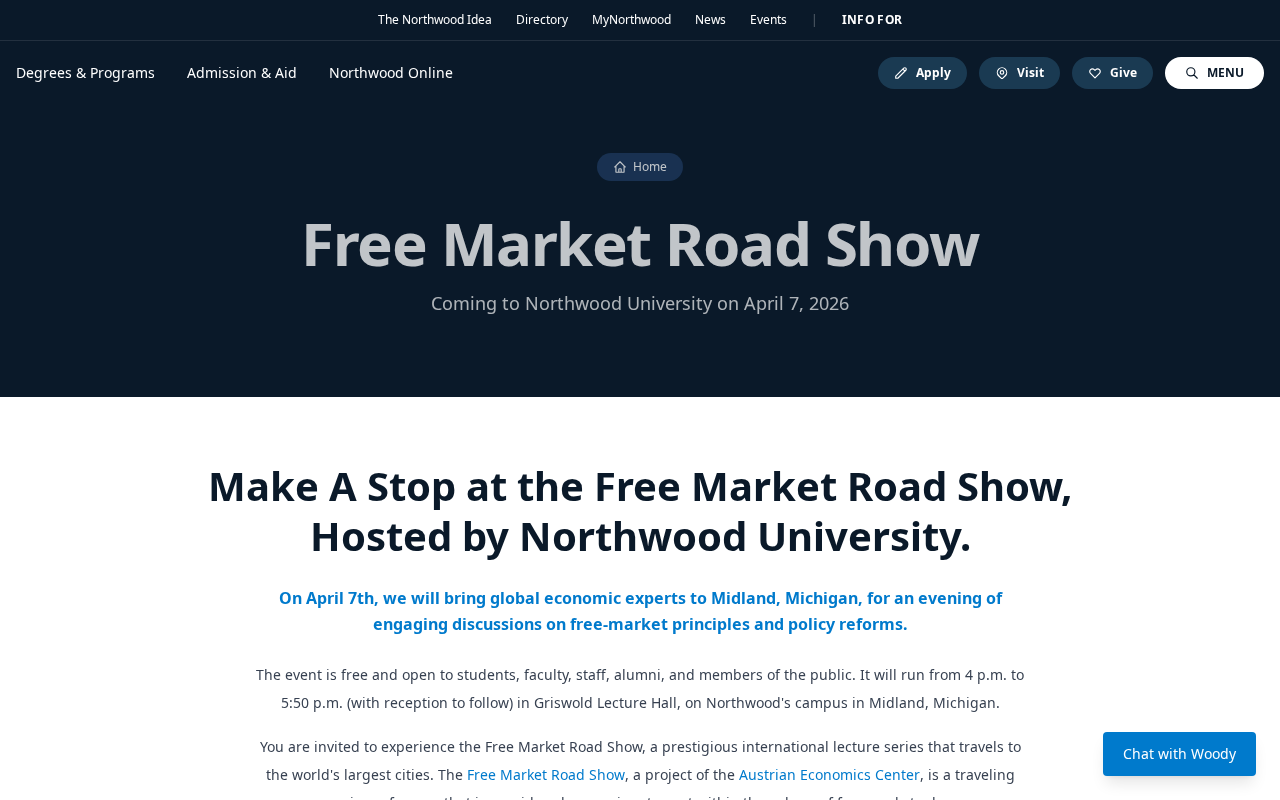 The Northwood Idea Directory MyNorthwood News Events | INFO FOR
Degrees & Programs Admission & Aid Northwood Online Apply Visit Give MENU
Home
Free Market Road Show
Coming to Northwood University on April 7, 2026
Make A Stop at the Free Market Road Show,
Hosted by Northwood University.
On April 7th, we will bring global economic experts to Midland, Michigan, for an evening of
engaging discussions on free-market principles and policy reforms.
The event is free and open to students, faculty, staff, alumni, and members of the public. It will run from 4 p.m. to
5:50 p.m. (with reception to follow) in Griswold Lecture Hall, on Northwood's campus in Midland, Michigan.
You are invited to experience the Free Market Road Show, a prestigious international lecture series that travels to
the world's largest cities. The Free Market Road Show, a project of the Austrian Economics Center, is a traveling
Chat with Woody